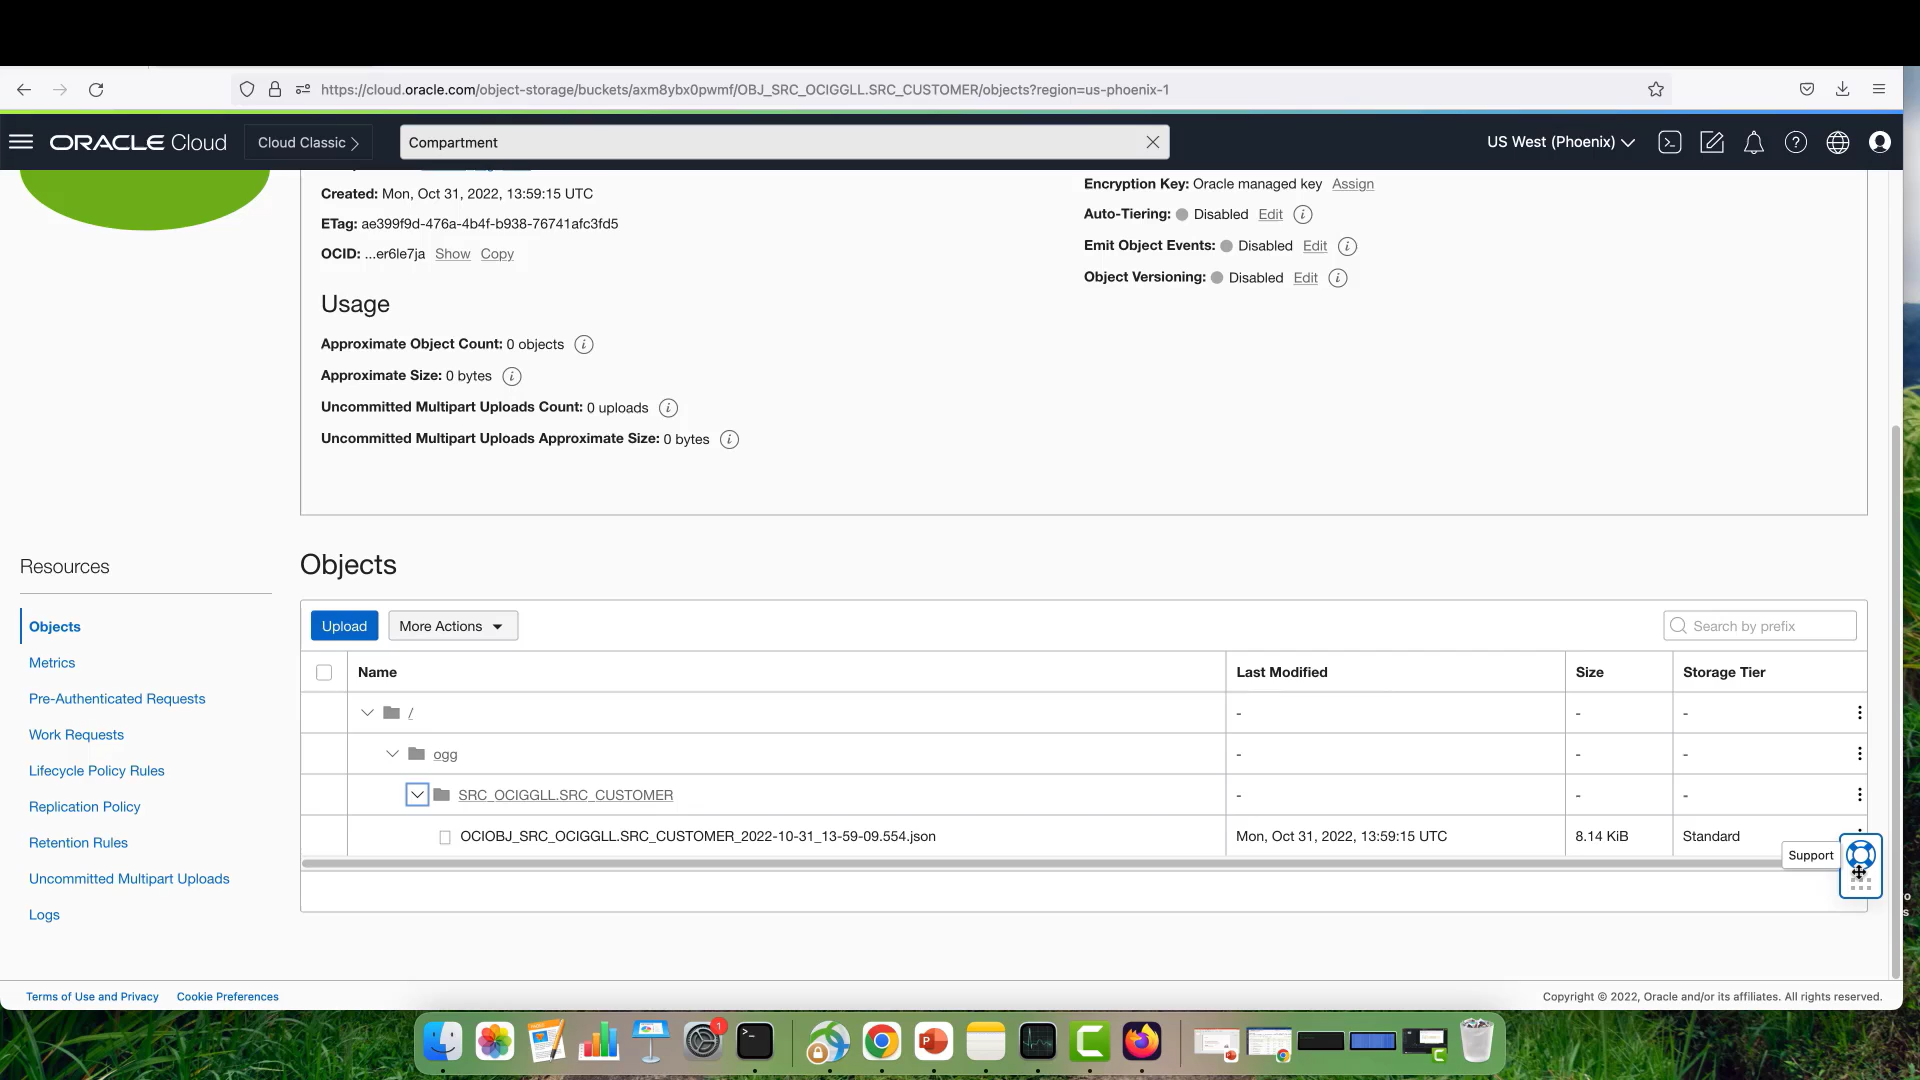 https://cloud.oracle.com/object-storage/buckets/axm8ybx0pwmf/OBJ_SRC_OCIGGLL.SRC_CUSTOMER/objects?region=us-phoenix-1
ORACLE Cloud
Cloud Classic
Compartment
US West (Phoenix)
Created: Mon, Oct 31, 2022, 13:59:15 UTC
ETag: ae399f9d-476a-4b4f-b938-76741afc3fd5
OCID: ...er6le7ja Show Copy
Encryption Key: Oracle managed key Assign
Auto-Tiering: Disabled Edit
Emit Object Events: Disabled Edit
Object Versioning: Disabled Edit
Usage
Approximate Object Count: 0 objects
Approximate Size: 0 bytes
Uncommitted Multipart Uploads Count: 0 uploads
Uncommitted Multipart Uploads Approximate Size: 0 bytes
Resources
Objects
Metrics
Pre-Authenticated Requests
Work Requests
Lifecycle Policy Rules
Replication Policy
Retention Rules
Uncommitted Multipart Uploads
Logs
Objects
Upload More Actions Search by prefix
Name Last Modified Size Storage Tier
/ - - -
ogg - - -
SRC_OCIGGLL.SRC_CUSTOMER - - -
OCIOBJ_SRC_OCIGGLL.SRC_CUSTOMER_2022-10-31_13-59-09.554.json Mon, Oct 31, 2022, 13:59:15 UTC 8.14 KiB Standard
Support
Terms of Use and Privacy Cookie Preferences
Copyright © 2022, Oracle and/or its affiliates. All rights reserved.
1